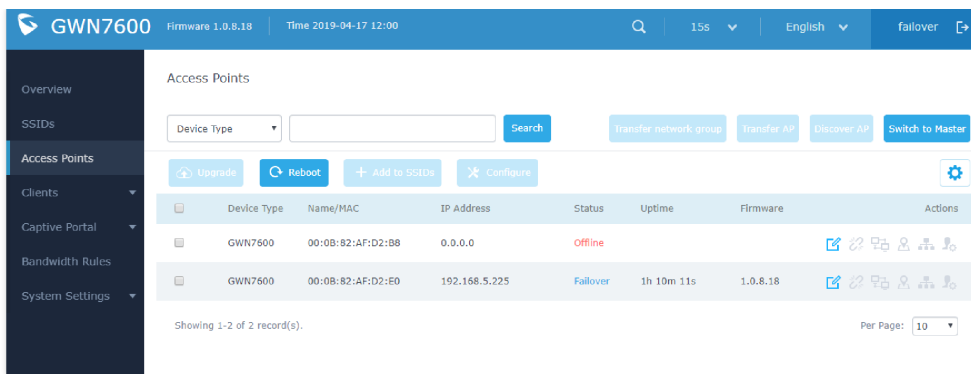 GWN7600 Firmware 1.0.8.18 Time 2019-04-17 12:00 15s English failover
Overview
SSIDs
Access Points
Clients
Captive Portal
Bandwidth Rules
System Settings
Access Points
Device Type Search Transfer network group Transfer AP Discover AP Switch to Master
Upgrade Reboot + Add to SSIDs Configure
Device Type Name/MAC IP Address Status Uptime Firmware Actions
GWN7600 00:0B:82:AF:D2:B8 0.0.0.0 Offline
GWN7600 00:0B:82:AF:D2:E0 192.168.5.225 Failover 1h 10m 11s 1.0.8.18
Showing 1-2 of 2 record(s). Per Page: 10